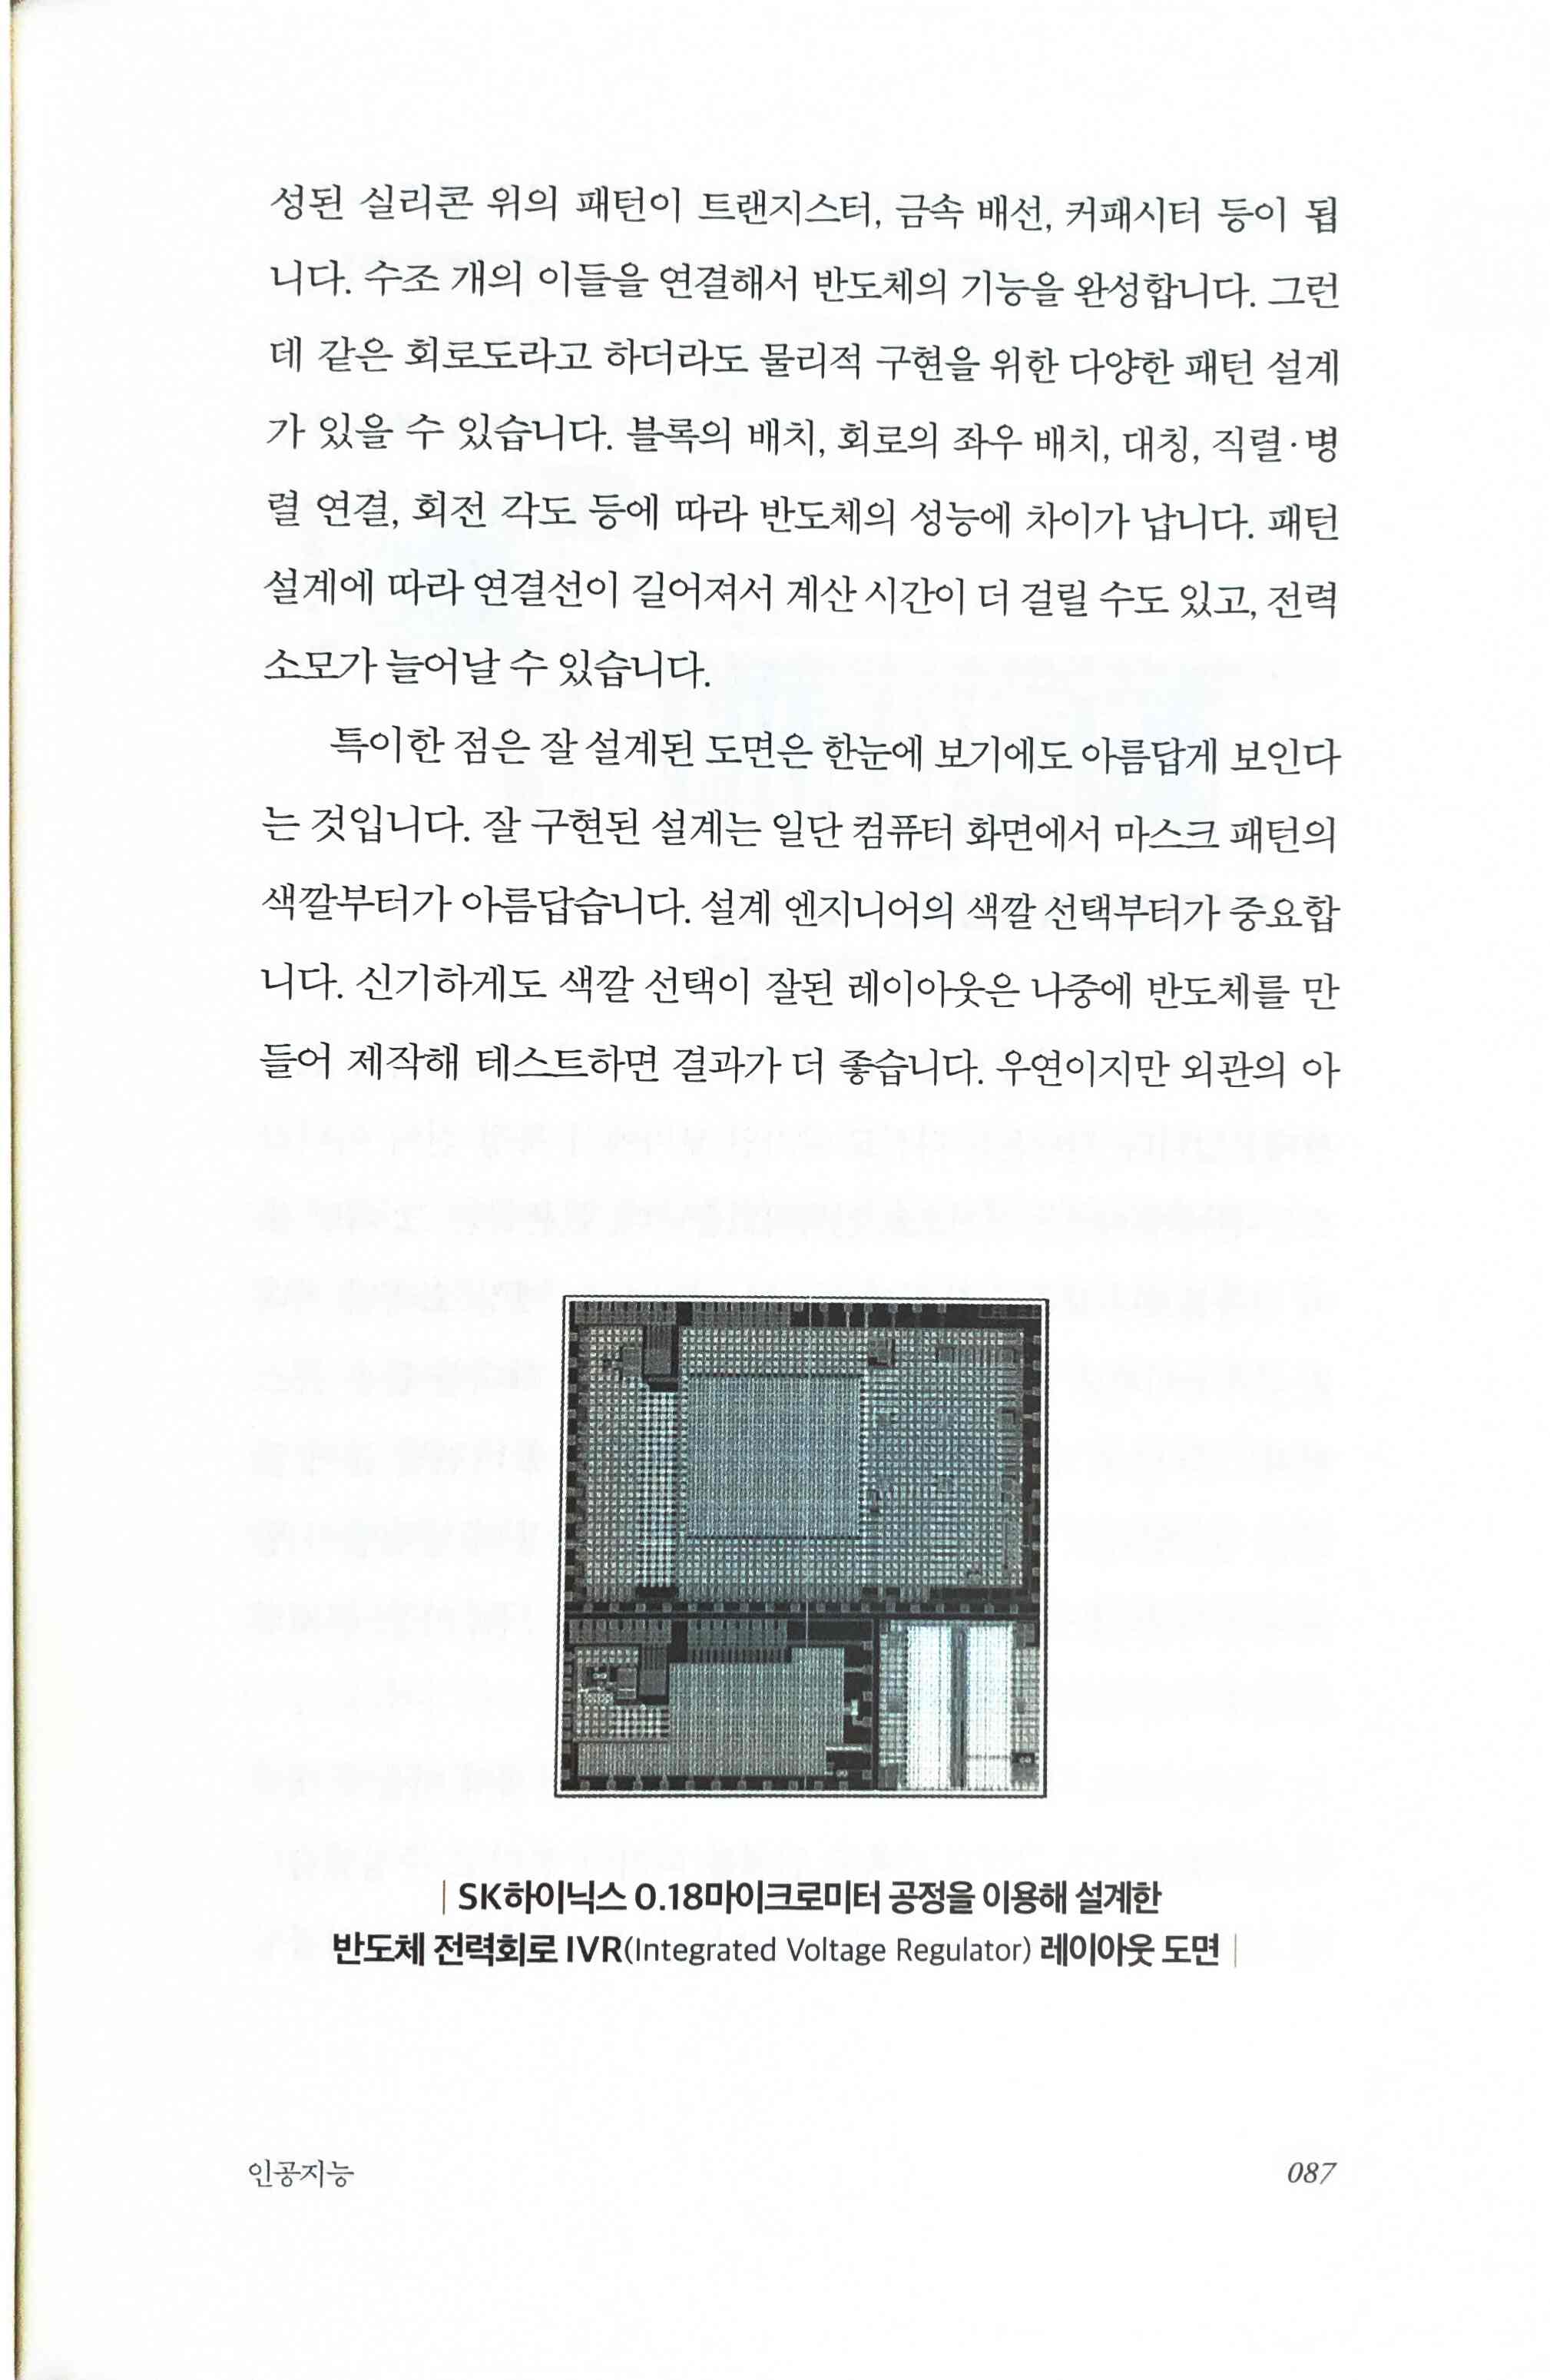 성된 실리콘 위의 패턴이 트랜지스터, 금속 배선, 커패시터 등이 됩
니다. 수조 개의 이들을 연결해서 반도체의 기능을 완성합니다. 그런
데 같은 회로도라고 하더라도 물리적 구현을 위한 다양한 패턴 설계
가 있을 수 있습니다. 블록의 배치, 회로의 좌우 배치, 대칭, 직렬·병
렬 연결, 회전 각도 등에 따라 반도체의 성능에 차이가 납니다. 패턴
설계에 따라 연결선이 길어져서 계산 시간이 더 걸릴 수도 있고, 전력
소모가 늘어날 수 있습니다.
특이한 점은 잘 설계된 도면은 한눈에 보기에도 아름답게 보인다
는 것입니다. 잘 구현된 설계는 일단 컴퓨터 화면에서 마스크 패턴의
색깔부터가 아름답습니다. 설계 엔지니어의 색깔 선택부터가 중요합
니다. 신기하게도 색깔 선택이 잘된 레이아웃은 나중에 반도체를 만
들어 제작해 테스트하면 결과가 더 좋습니다. 우연이지만 외관의 아
| SK하이닉스 0.18마이크로미터 공정을 이용해 설계한
반도체 전력회로 IVR(Integrated Voltage Regulator) 레이아웃 도면 |
인공지능
087